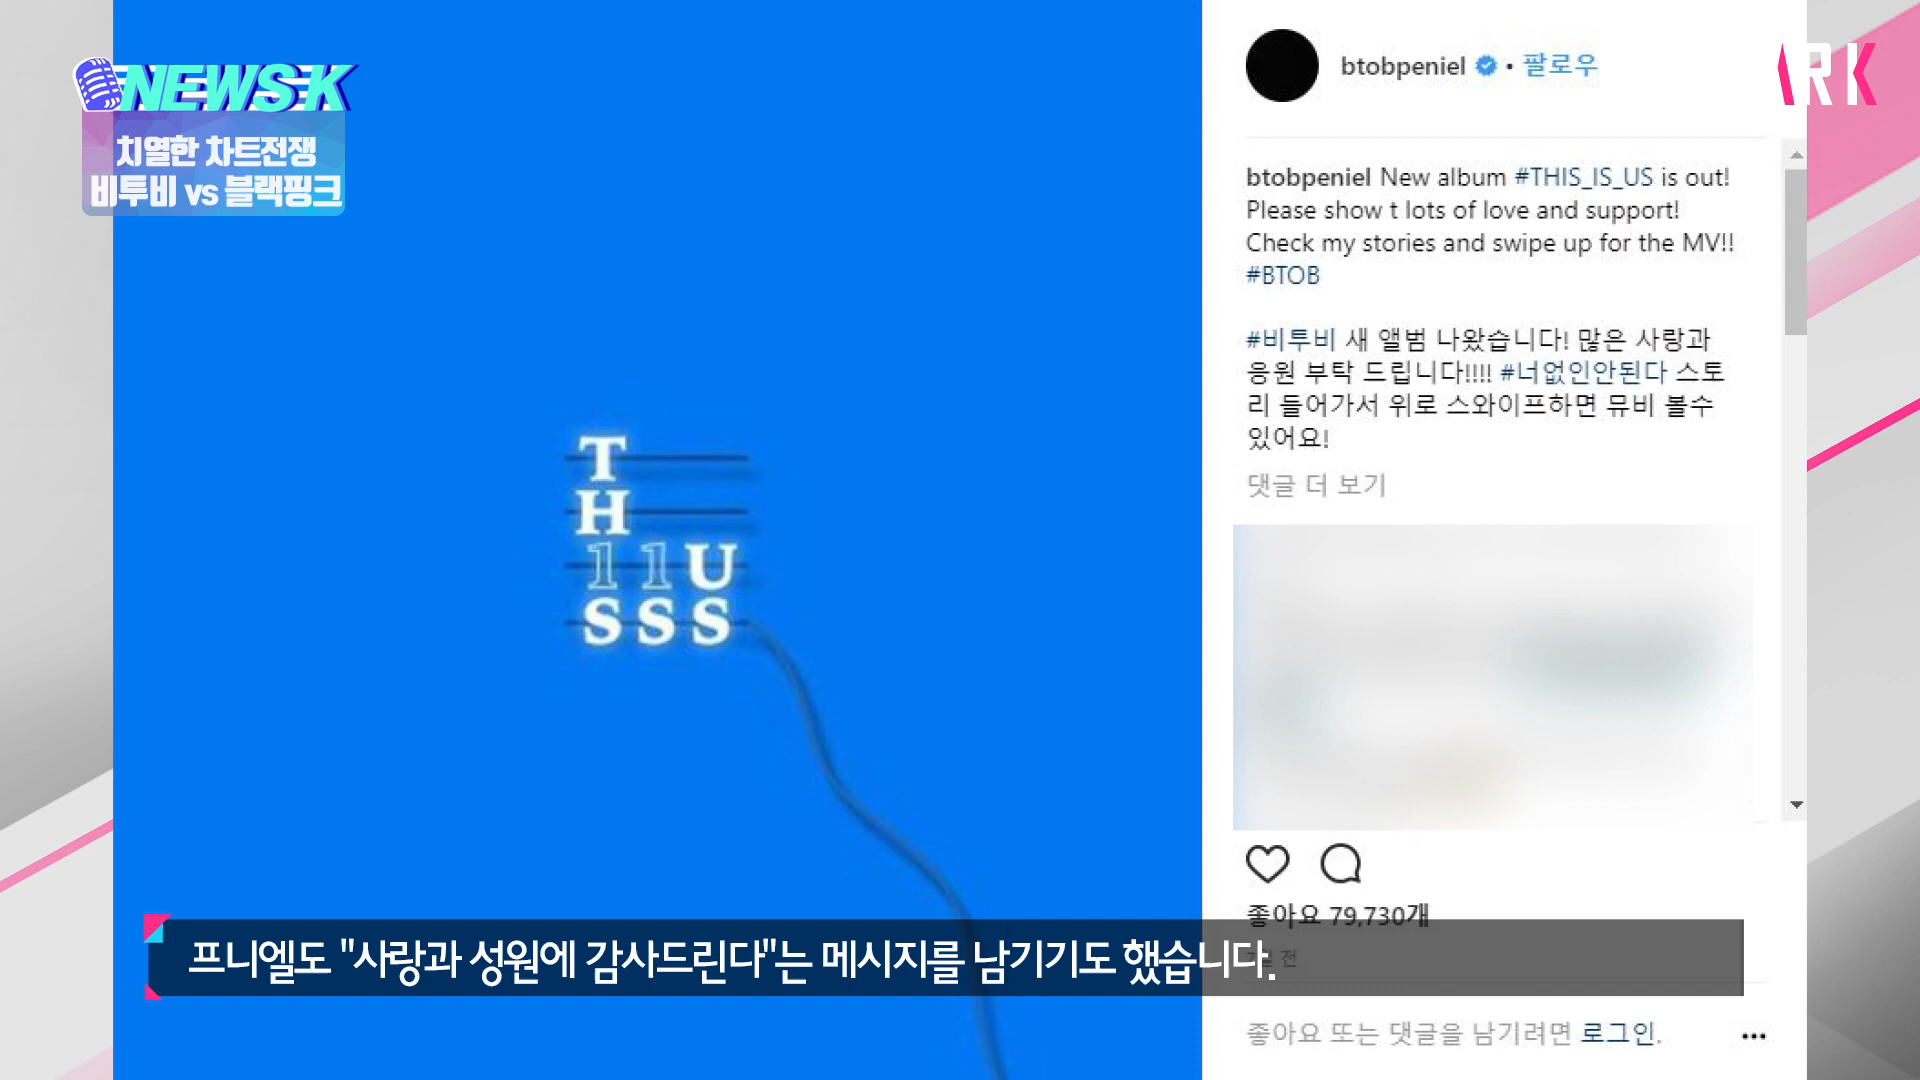 NEWSK
치열한 차트전쟁
비투비 vs 블랙핑크
ARK
T
H
11U
SSS
btobpeniel • 팔로우
btobpeniel New album #THIS_IS_US is out!
Please show t lots of love and support!
Check my stories and swipe up for the MV!!
#BTOB
#비투비 새 앨범 나왔습니다! 많은 사랑과
응원 부탁 드립니다!!!! #너없인안된다 스토
리 들어가서 위로 스와이프하면 뮤비 볼수
있어요!
댓글 더 보기
좋아요 79,730개
일 전
프니엘도 "사랑과 성원에 감사드린다"는 메시지를 남기기도 했습니다.
좋아요 또는 댓글을 남기려면 로그인.